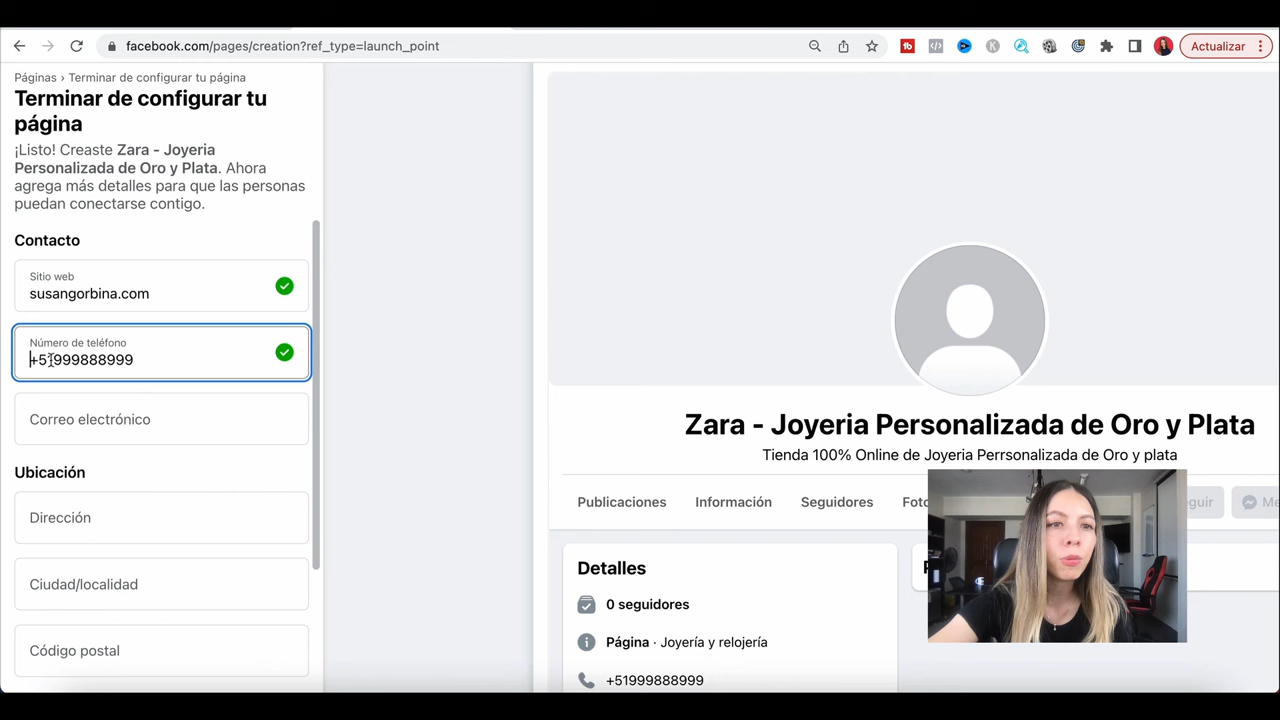 facebook.com/pages/creation?ref_type=launch_point
Actualizar
Páginas › Terminar de configurar tu página
Terminar de configurar tu
página
¡Listo! Creaste Zara - Joyeria
Personalizada de Oro y Plata. Ahora
agrega más detalles para que las personas
puedan conectarse contigo.
Contacto
Sitio web
susangorbina.com
Número de teléfono
+51999888999
Correo electrónico
Ubicación
Dirección
Ciudad/localidad
Código postal
Zara - Joyeria Personalizada de Oro y Plata
Tienda 100% Online de Joyeria Perrsonalizada de Oro y plata
Publicaciones Información Seguidores
Detalles
0 seguidores
Página · Joyería y relojería
+51999888999